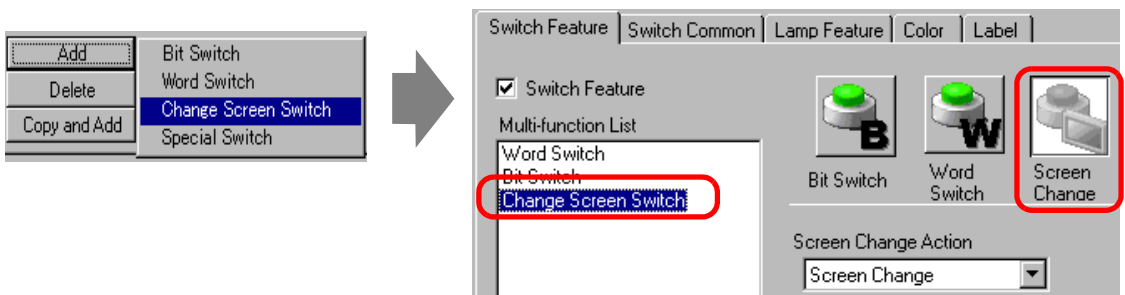 Add
Delete
Copy and Add
Bit Switch
Word Switch
Change Screen Switch
Special Switch
Switch Feature
Switch Common
Lamp Feature
Color
Label
Switch Feature
Multi-function List
Word Switch
Bit Switch
Change Screen Switch
B
Bit Switch
W
Word
Switch
Screen
Change
Screen Change Action
Screen Change